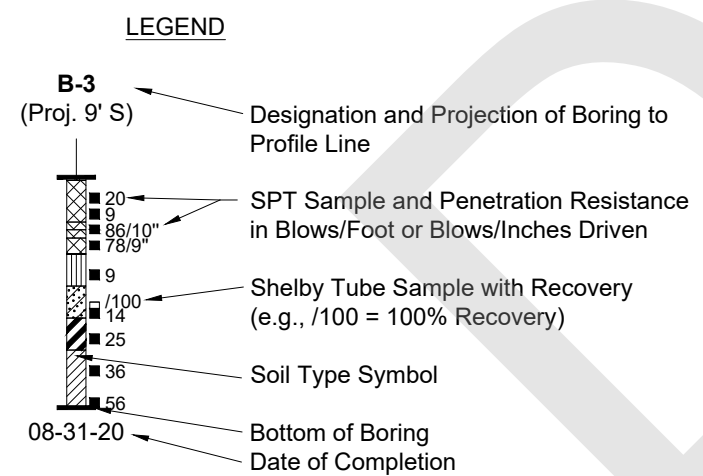 LEGEND
B-3
(Proj. 9' S)
Designation and Projection of Boring to
Profile Line
20
9
86/10"
78/9"
SPT Sample and Penetration Resistance
in Blows/Foot or Blows/Inches Driven
9
/100
14
Shelby Tube Sample with Recovery
(e.g., /100 = 100% Recovery)
25
36
Soil Type Symbol
56
08-31-20
Bottom of Boring
Date of Completion